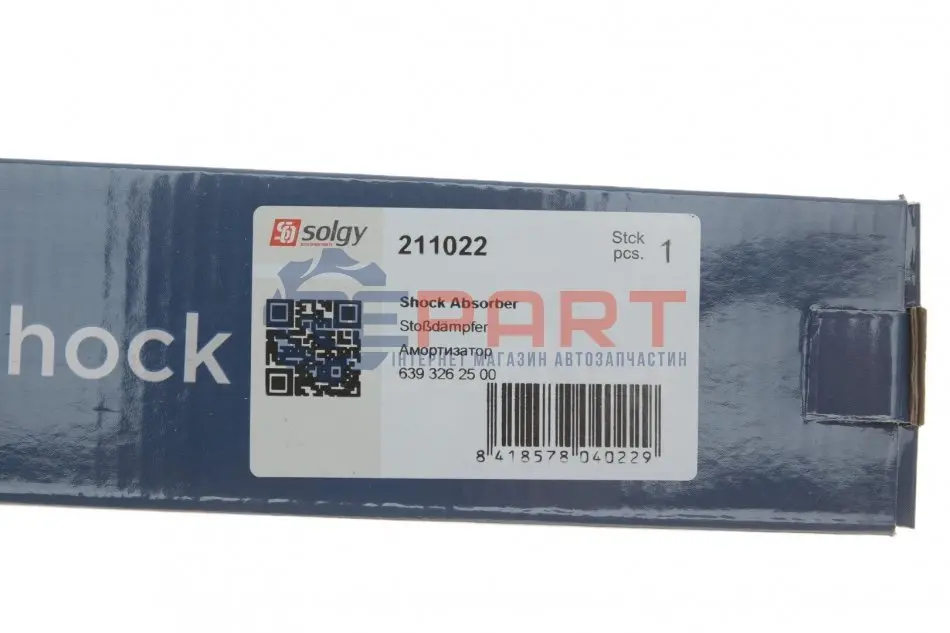 solgy
211022
Stck
pcs. 1
Shock Absorber
Stoßdämpfer
Амортизатор
639 326 25 00
8 418578 040229
hock
PART
ІНТЕРНЕТ МАГАЗИН АВТОЗАПЧАСТИН